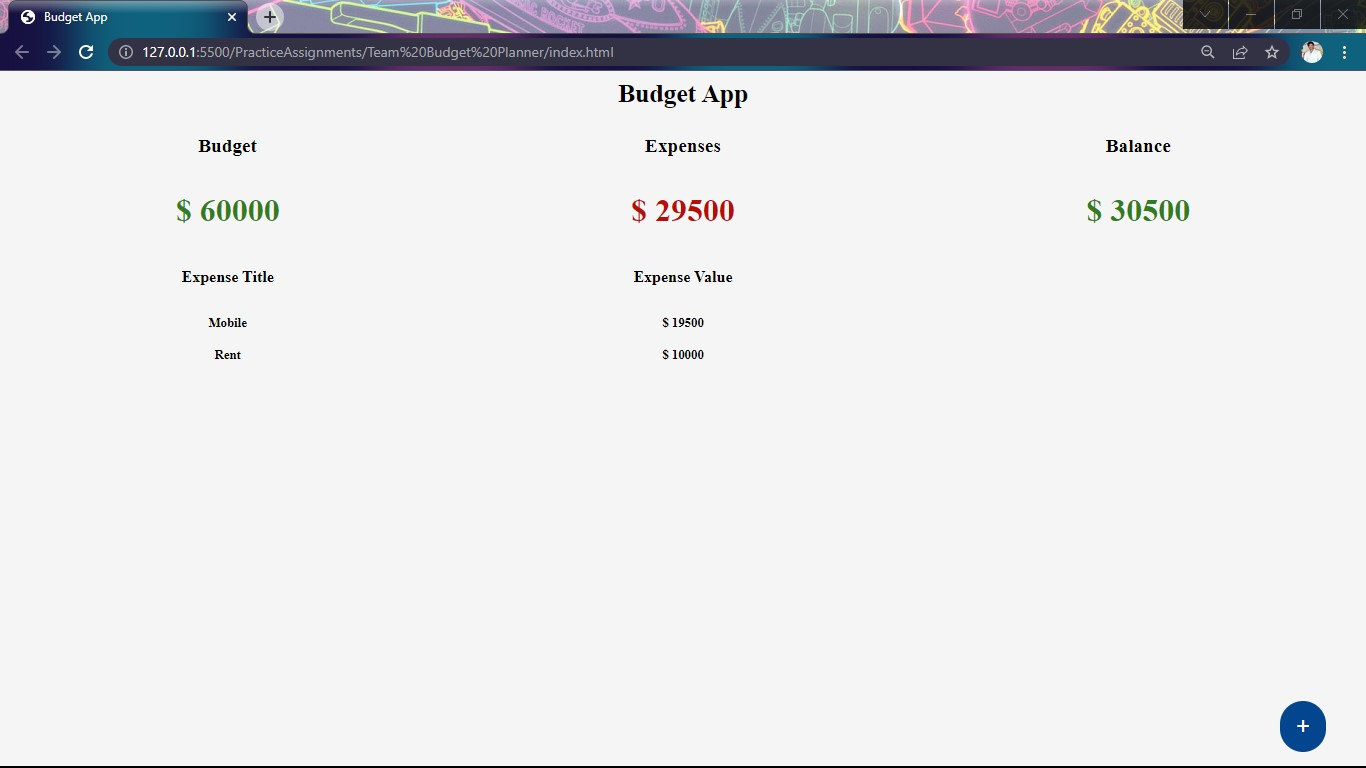 Budget App
127.0.0.1:5500/PracticeAssignments/Team%20Budget%20Planner/index.html
Budget App
Budget Expenses Balance
$ 60000 $ 29500 $ 30500
Expense Title Expense Value
Mobile $ 19500
Rent $ 10000
+